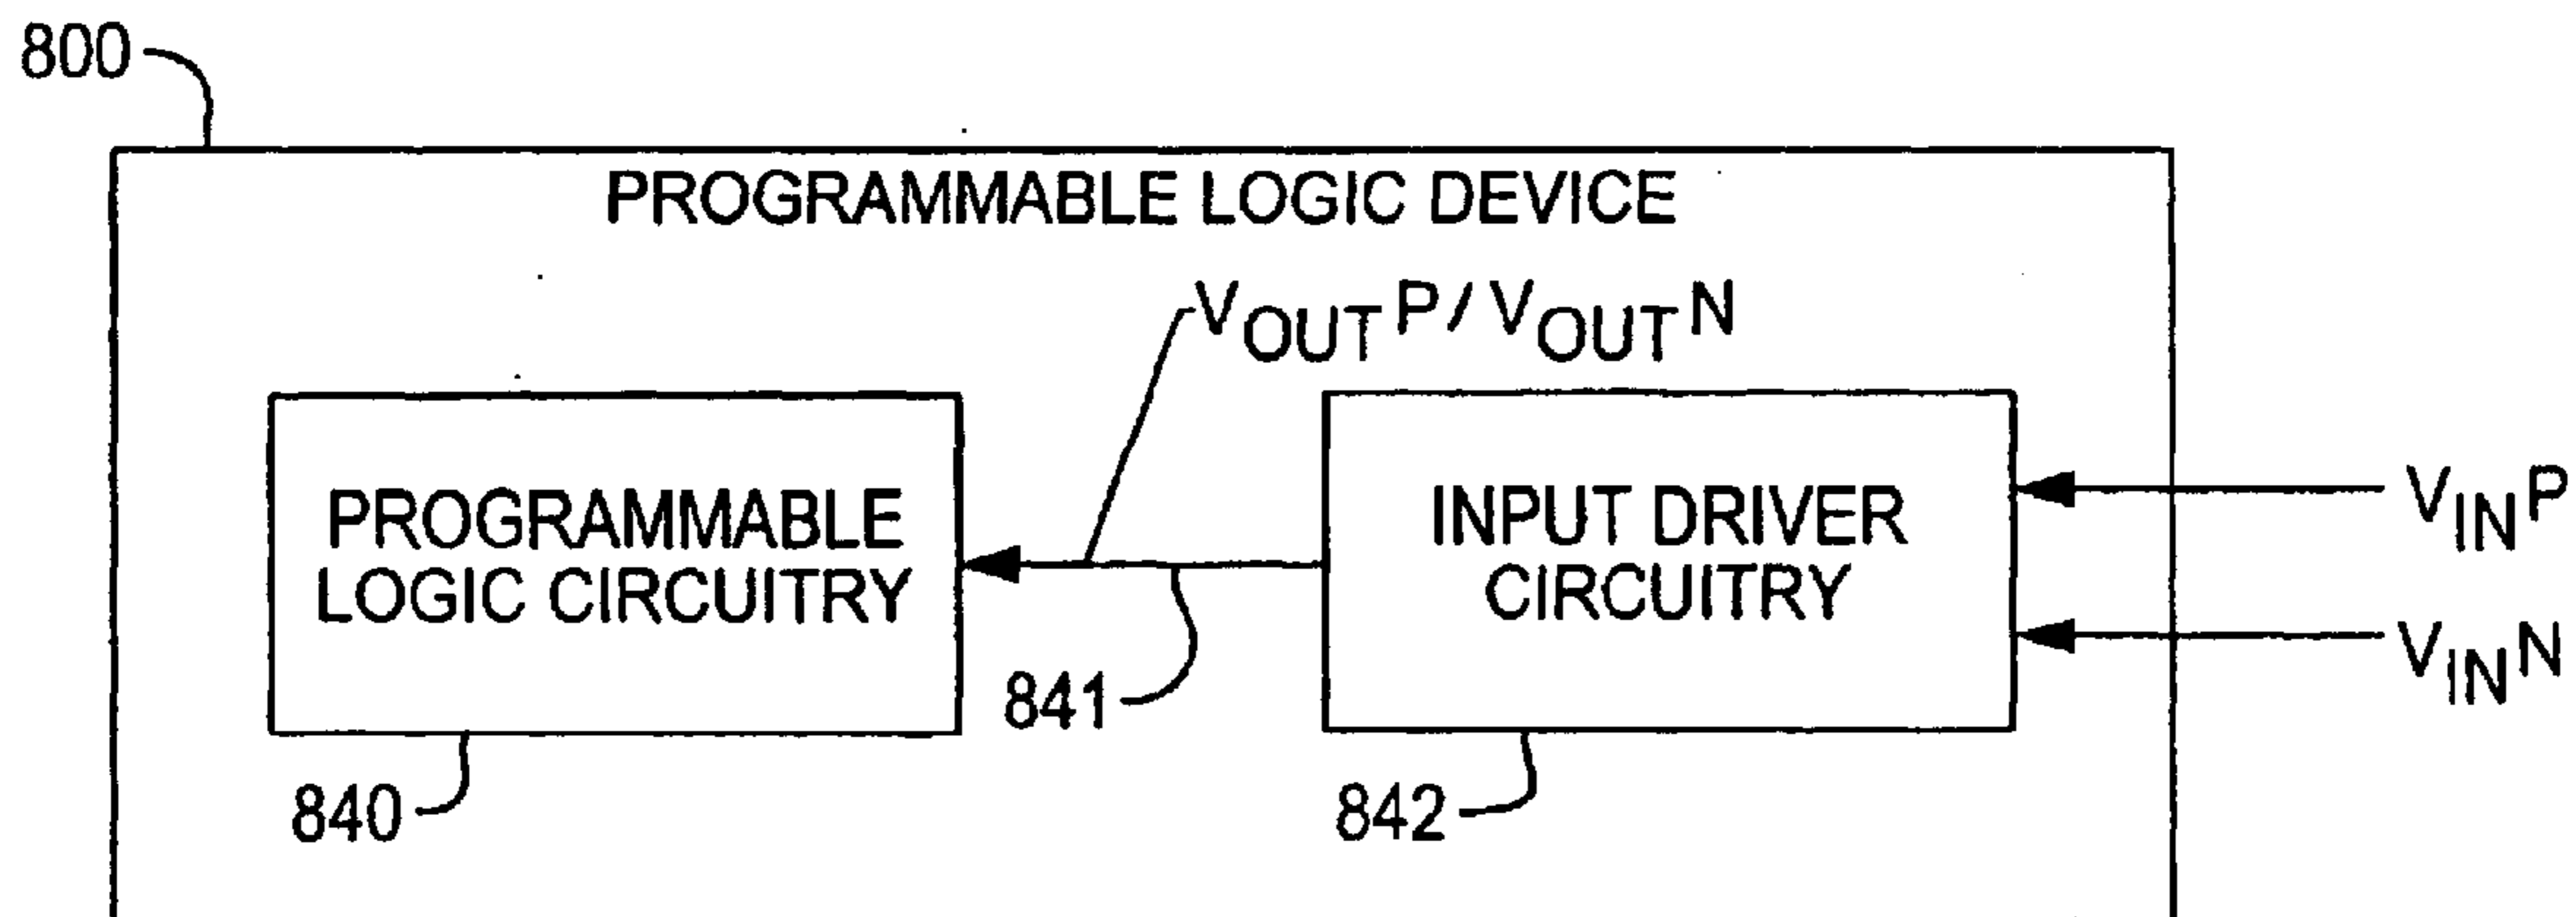 800
PROGRAMMABLE LOGIC DEVICE
VOUTP/VOUTN
PROGRAMMABLE
LOGIC CIRCUITRY
INPUT DRIVER
CIRCUITRY
VINP
VINN
841
840
842